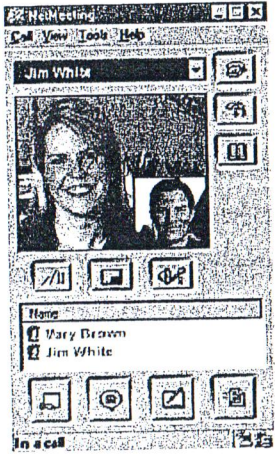 NetMeeting
Call View Tools Help
Jim White
Name
Mary Brown
Jim White
In a call